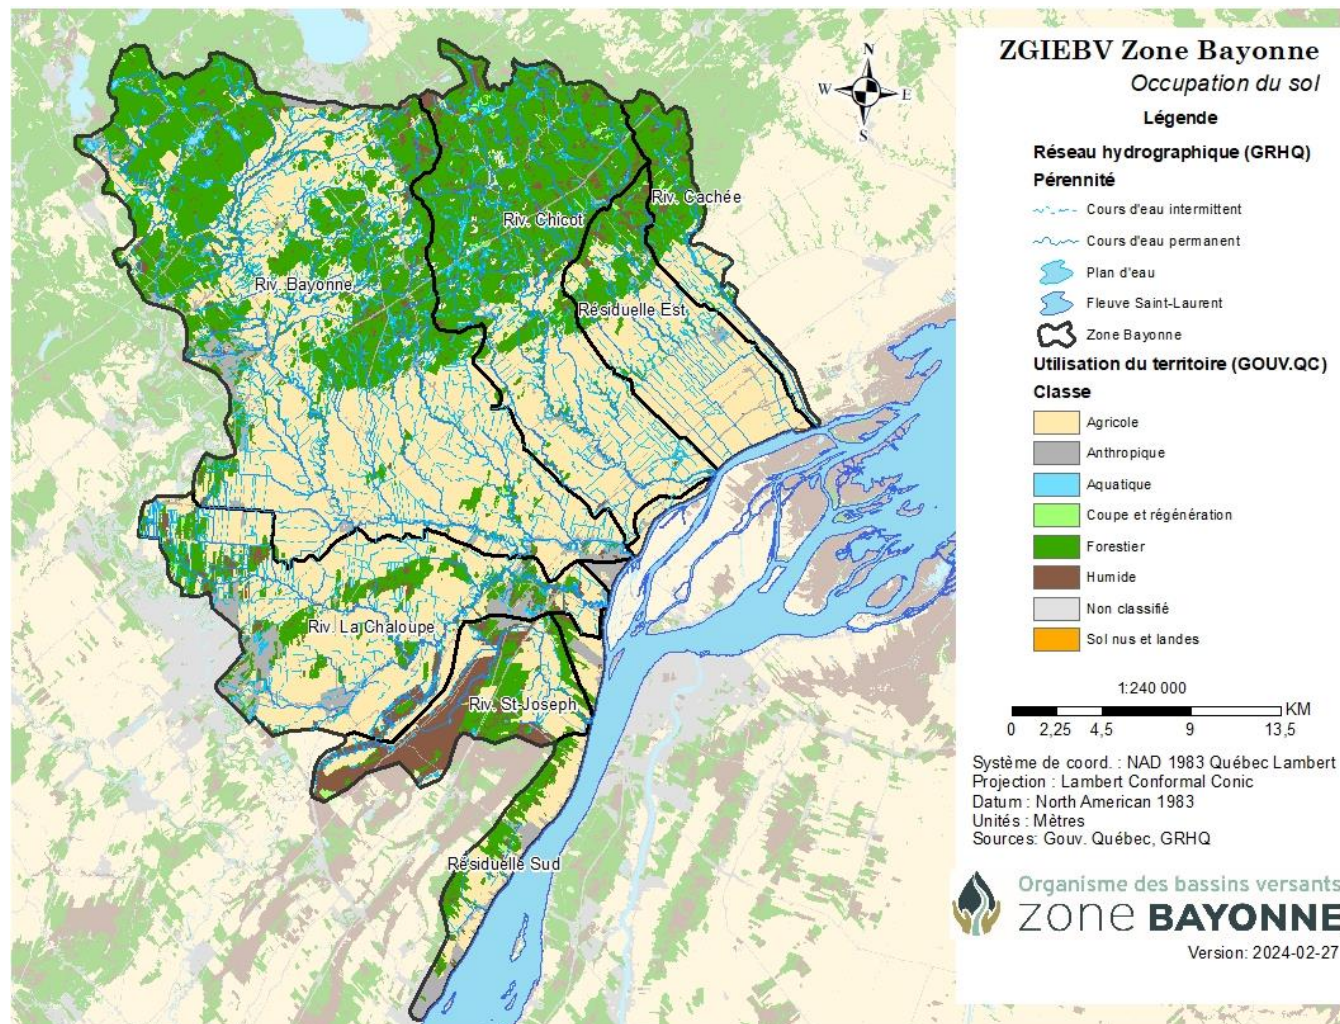 ZGIEBV Zone Bayonne
Occupation du sol
Légende
Réseau hydrographique (GRHQ)
Pérennité
Cours d'eau intermittent
Cours d'eau permanent
Plan d'eau
Fleuve Saint-Laurent
Zone Bayonne
Utilisation du territoire (GOUV.QC)
Classe
Agricole
Anthropique
Aquatique
Coupe et régénération
Forestier
Humide
Non classifié
Sol nus et landes
1:240 000
KM
0 2,25 4,5 9 13,5
Système de coord. : NAD 1983 Québec Lambert
Projection : Lambert Conformal Conic
Datum : North American 1983
Unités : Mètres
Sources: Gouv. Québec, GRHQ
Organisme des bassins versants
zone BAYONNE
Version: 2024-02-27
N
W E
S
Riv. Cachée
Riv. Chicot
Riv. Bayonne
Résiduelle Est
Riv. La Chaloupe
Riv. St-Joseph
Résiduelle Sud